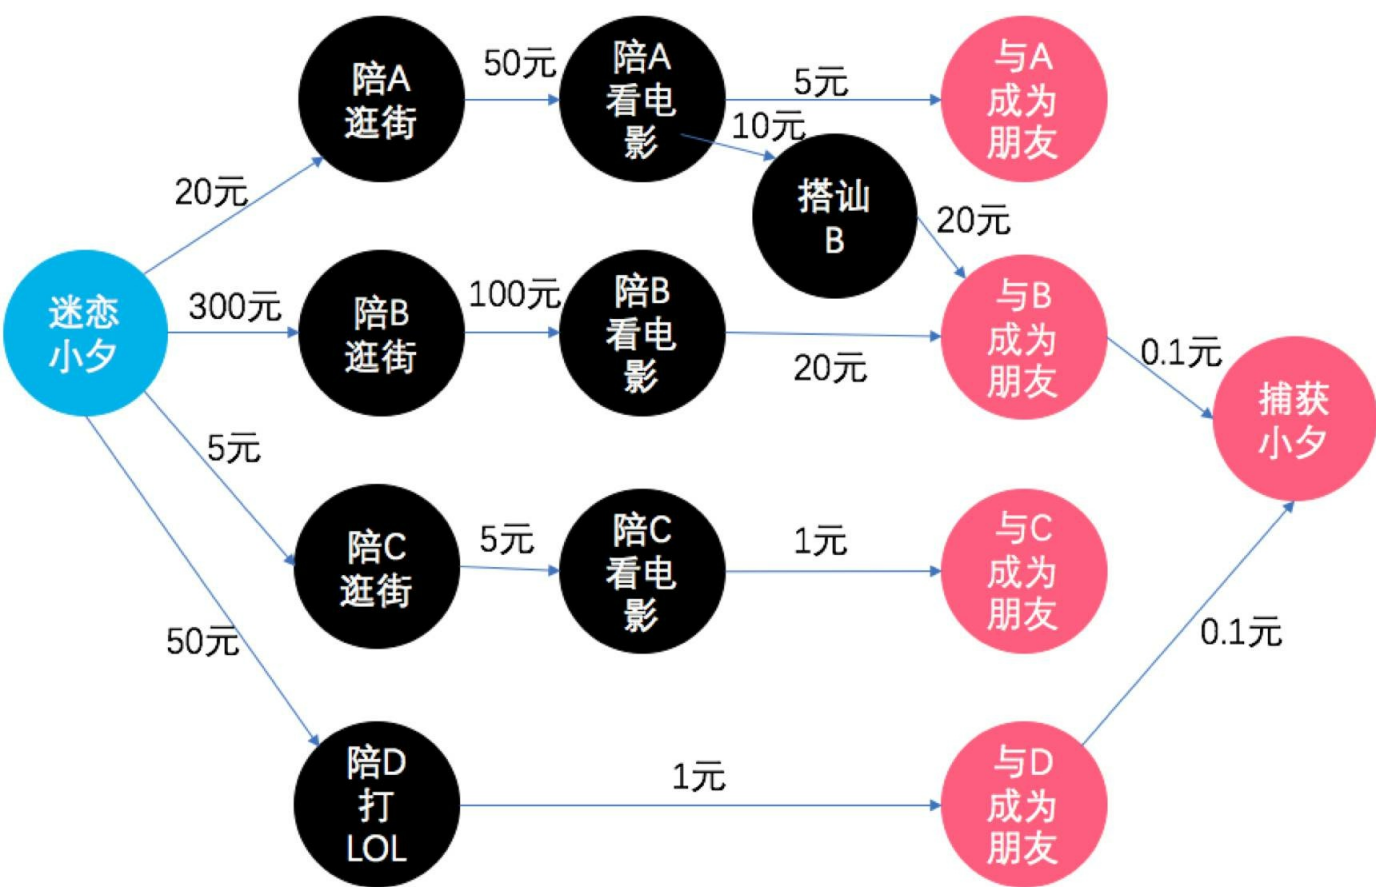 陪A
逛街
50元
陪A
看电
影
5元
与A
成为
朋友
20元
10元
搭讪
B
20元
迷恋
小夕
300元
陪B
逛街
100元
陪B
看电
影
20元
与B
成为
朋友
0.1元
捕获
小夕
5元
陪C
逛街
5元
陪C
看电
影
1元
与C
成为
朋友
50元
陪D
打
LOL
1元
与D
成为
朋友
0.1元